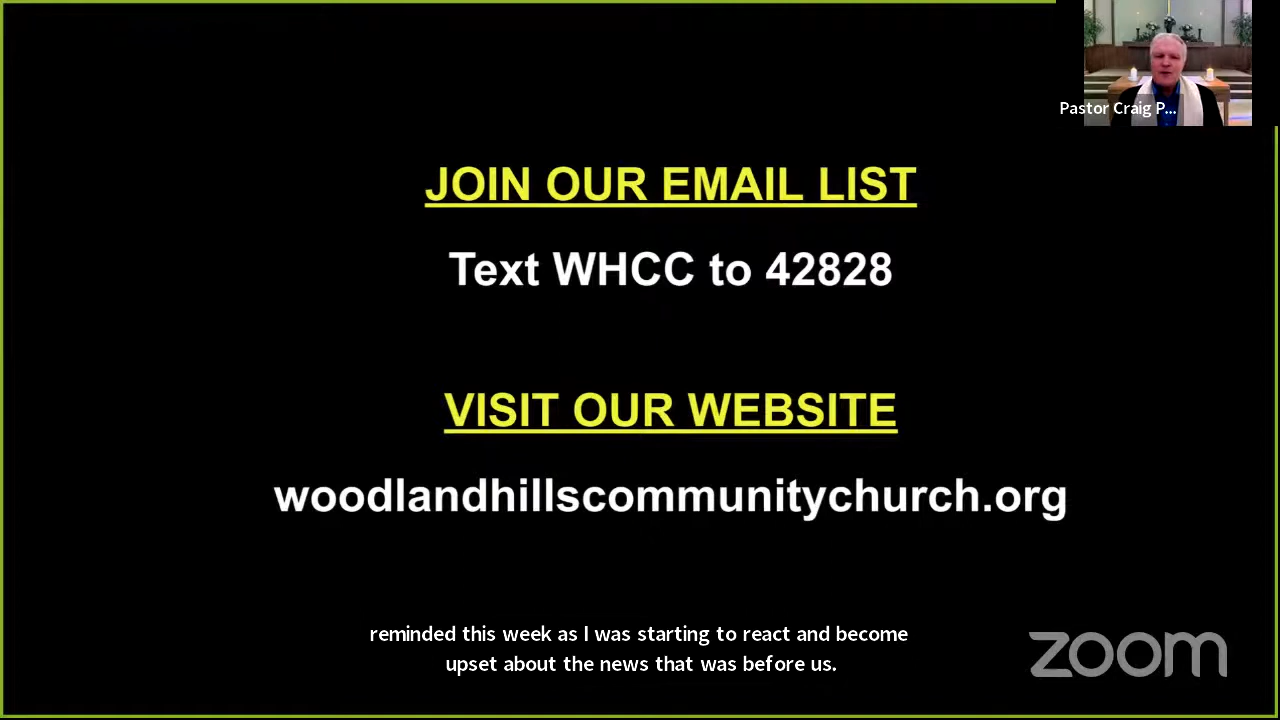 Pastor Craig P...
JOIN OUR EMAIL LIST
Text WHCC to 42828
VISIT OUR WEBSITE
woodlandhillscommunitychurch.org
reminded this week as I was starting to react and become
upset about the news that was before us.
zoom